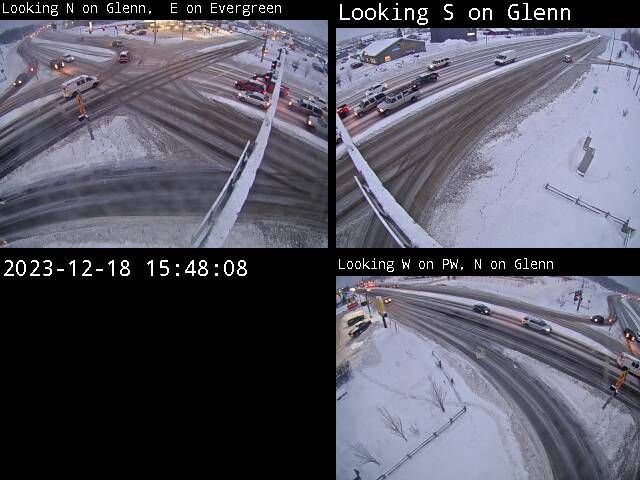 Looking N on Glenn,  E on Evergreen
Looking S on Glenn
2023-12-18 15:48:08
Looking W on PW, N on Glenn